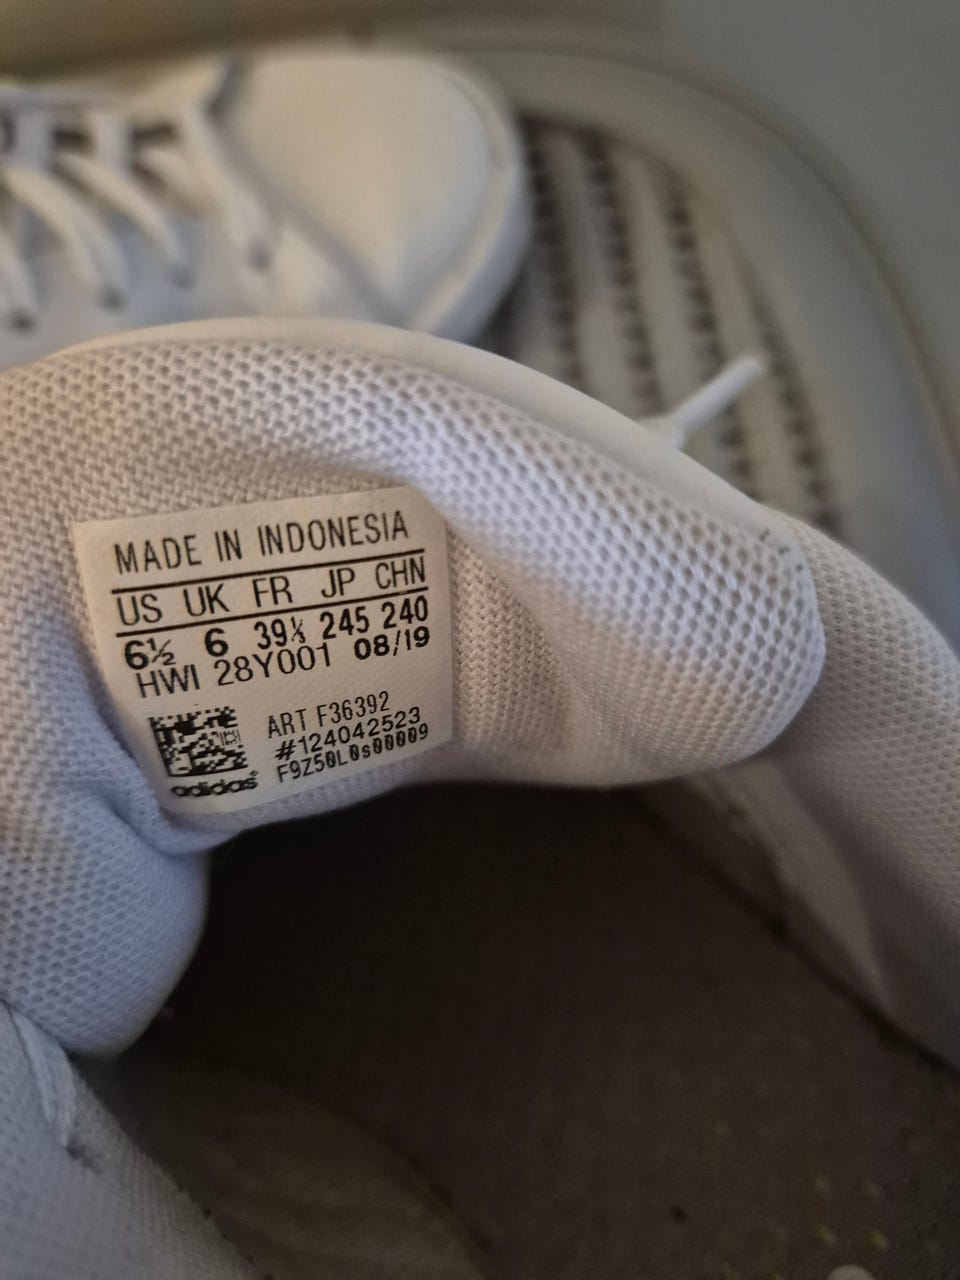 MADE IN INDONESIA
US UK FR JP CHN
6½ 6 39⅓ 245 240
HWI 28Y001 08/19
ART F36392
#124042523
F9Z50L0s00009
adidas®